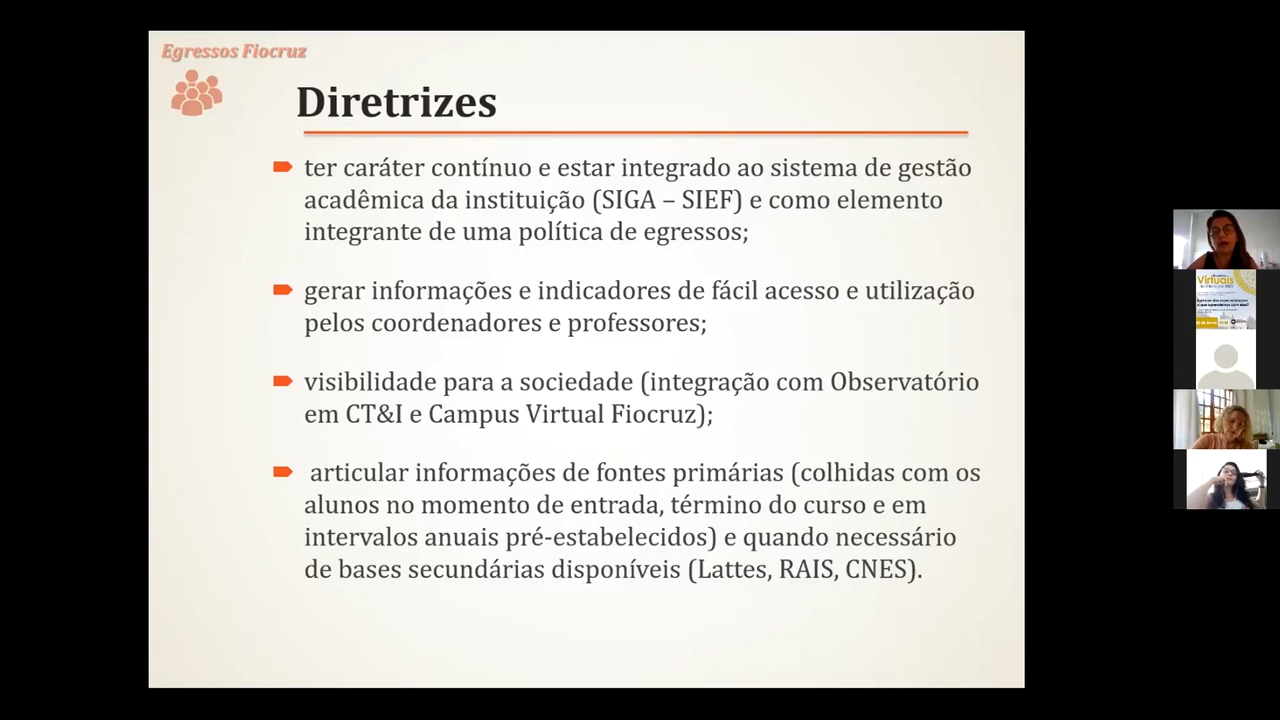 Egressos Fiocruz
Diretrizes
ter caráter contínuo e estar integrado ao sistema de gestão
acadêmica da instituição (SIGA – SIEF) e como elemento
integrante de uma política de egressos;
gerar informações e indicadores de fácil acesso e utilização
pelos coordenadores e professores;
visibilidade para a sociedade (integração com Observatório
em CT&I e Campus Virtual Fiocruz);
articular informações de fontes primárias (colhidas com os
alunos no momento de entrada, término do curso e em
intervalos anuais pré-estabelecidos) e quando necessário
de bases secundárias disponíveis (Lattes, RAIS, CNES).
Virtuais